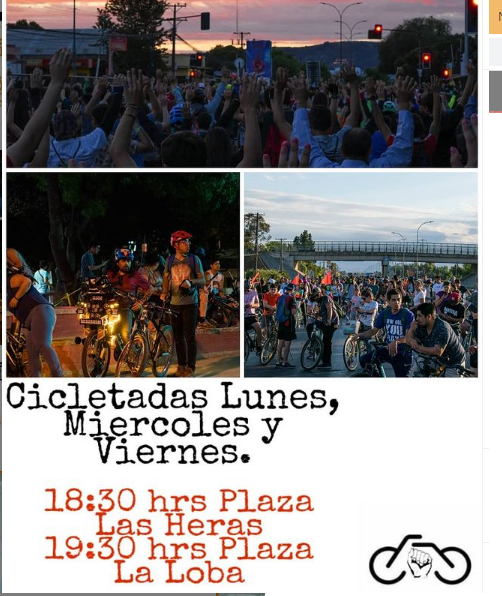 Cicletadas Lunes,
Miercoles y
Viernes.
18:30 hrs Plaza
Las Heras
19:30 hrs Plaza
La Loba